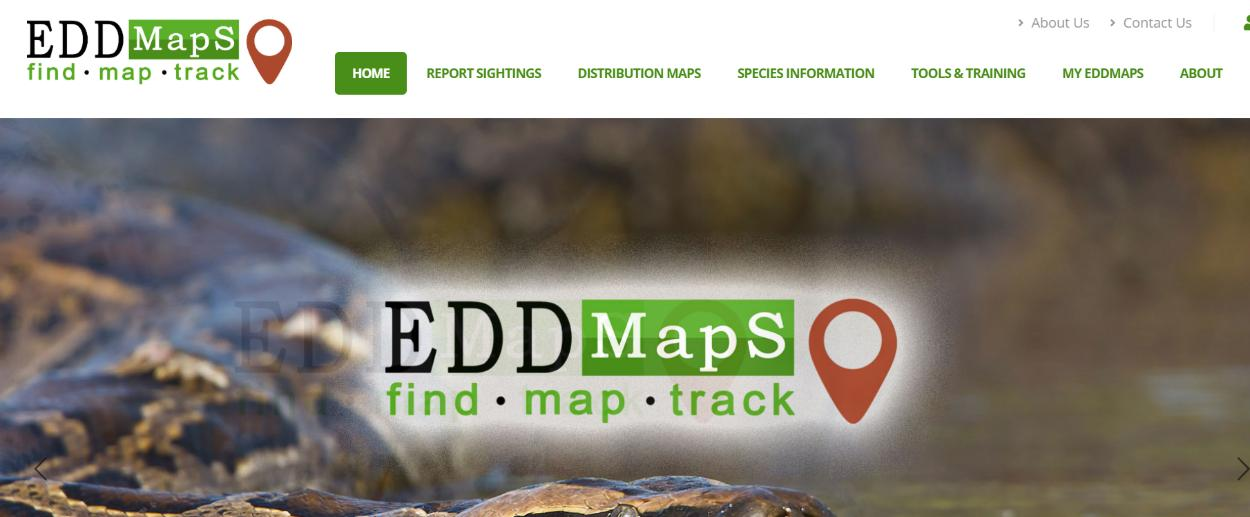 EDDMapS
find · map · track
About Us
Contact Us
HOME
REPORT SIGHTINGS
DISTRIBUTION MAPS
SPECIES INFORMATION
TOOLS & TRAINING
MY EDDMAPS
ABOUT
EDDMapS
find · map · track